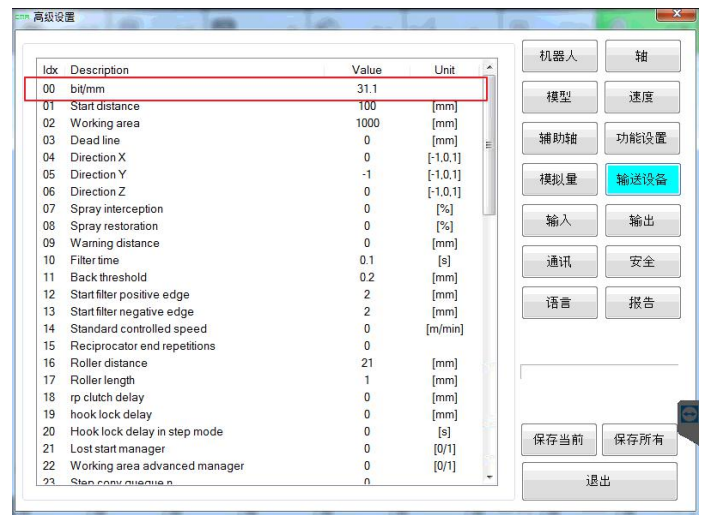 高级设置
Idx Description Value Unit
00 bit/mm 31.1
01 Start distance 100 [mm]
02 Working area 1000 [mm]
03 Dead line 0 [mm]
04 Direction X 0 [-1,0,1]
05 Direction Y -1 [-1,0,1]
06 Direction Z 0 [-1,0,1]
07 Spray interception 0 [%]
08 Spray restoration 0 [%]
09 Warning distance 0 [mm]
10 Filter time 0.1 [s]
11 Back threshold 0.2 [mm]
12 Start filter positive edge 2 [mm]
13 Start filter negative edge 2 [mm]
14 Standard controlled speed 0 [m/min]
15 Reciprocator end repetitions 0
16 Roller distance 21 [mm]
17 Roller length 1 [mm]
18 rp clutch delay 0 [mm]
19 hook lock delay 0 [mm]
20 Hook lock delay in step mode 0 [s]
21 Lost start manager 0 [0/1]
22 Working area advanced manager 0 [0/1]
23 Step conv queque n 0
机器人 轴
模型 速度
辅助轴 功能设置
模拟量 输送设备
输入 输出
通讯 安全
语言 报告
保存当前 保存所有
退出